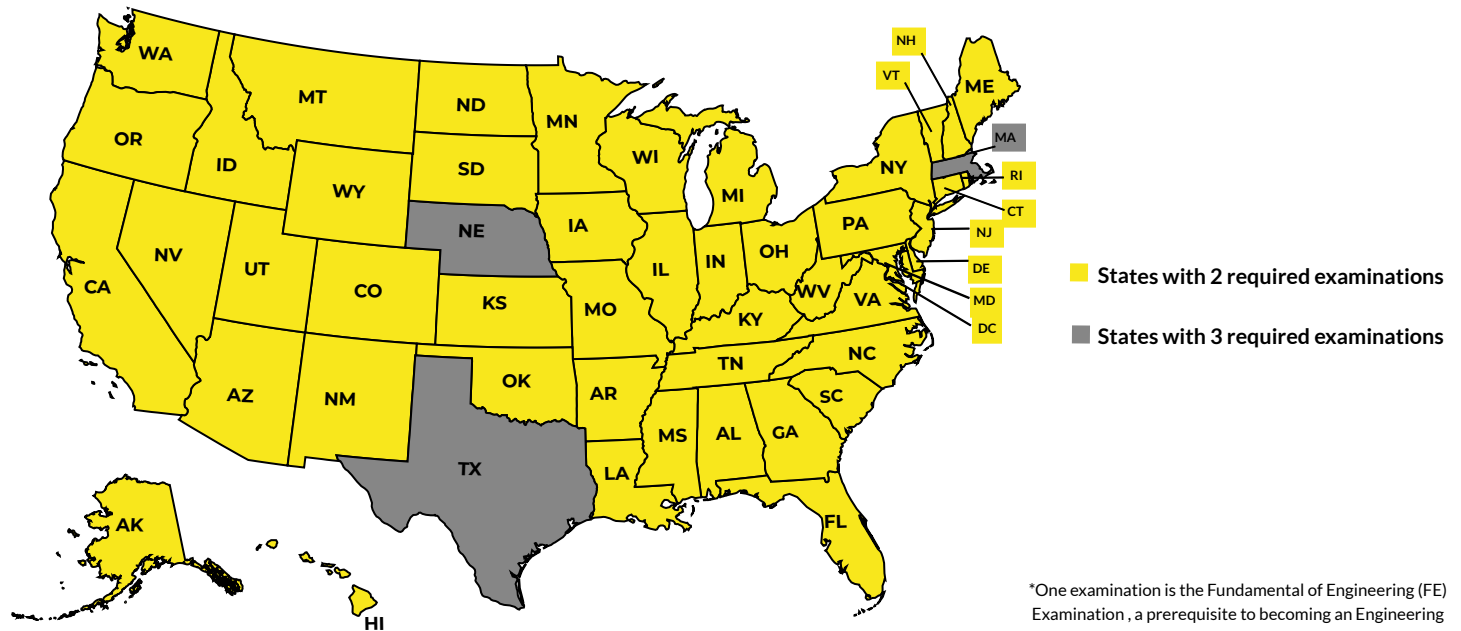 WA
MT
ND
MN
OR
ID
SD
WI
WY
MI
NY
ME
NH
VT
MA
RI
CT
NJ
DE
MD
DC
NE
IA
PA
NV
UT
CA
CO
IL
IN
OH
KS
MO
WV
VA
KY
AZ
NM
OK
AR
TN
NC
SC
MS
AL
GA
TX
LA
FL
AK
HI
States with 2 required examinations
States with 3 required examinations
*One examination is the Fundamental of Engineering (FE)
Examination , a prerequisite to becoming an Engineering